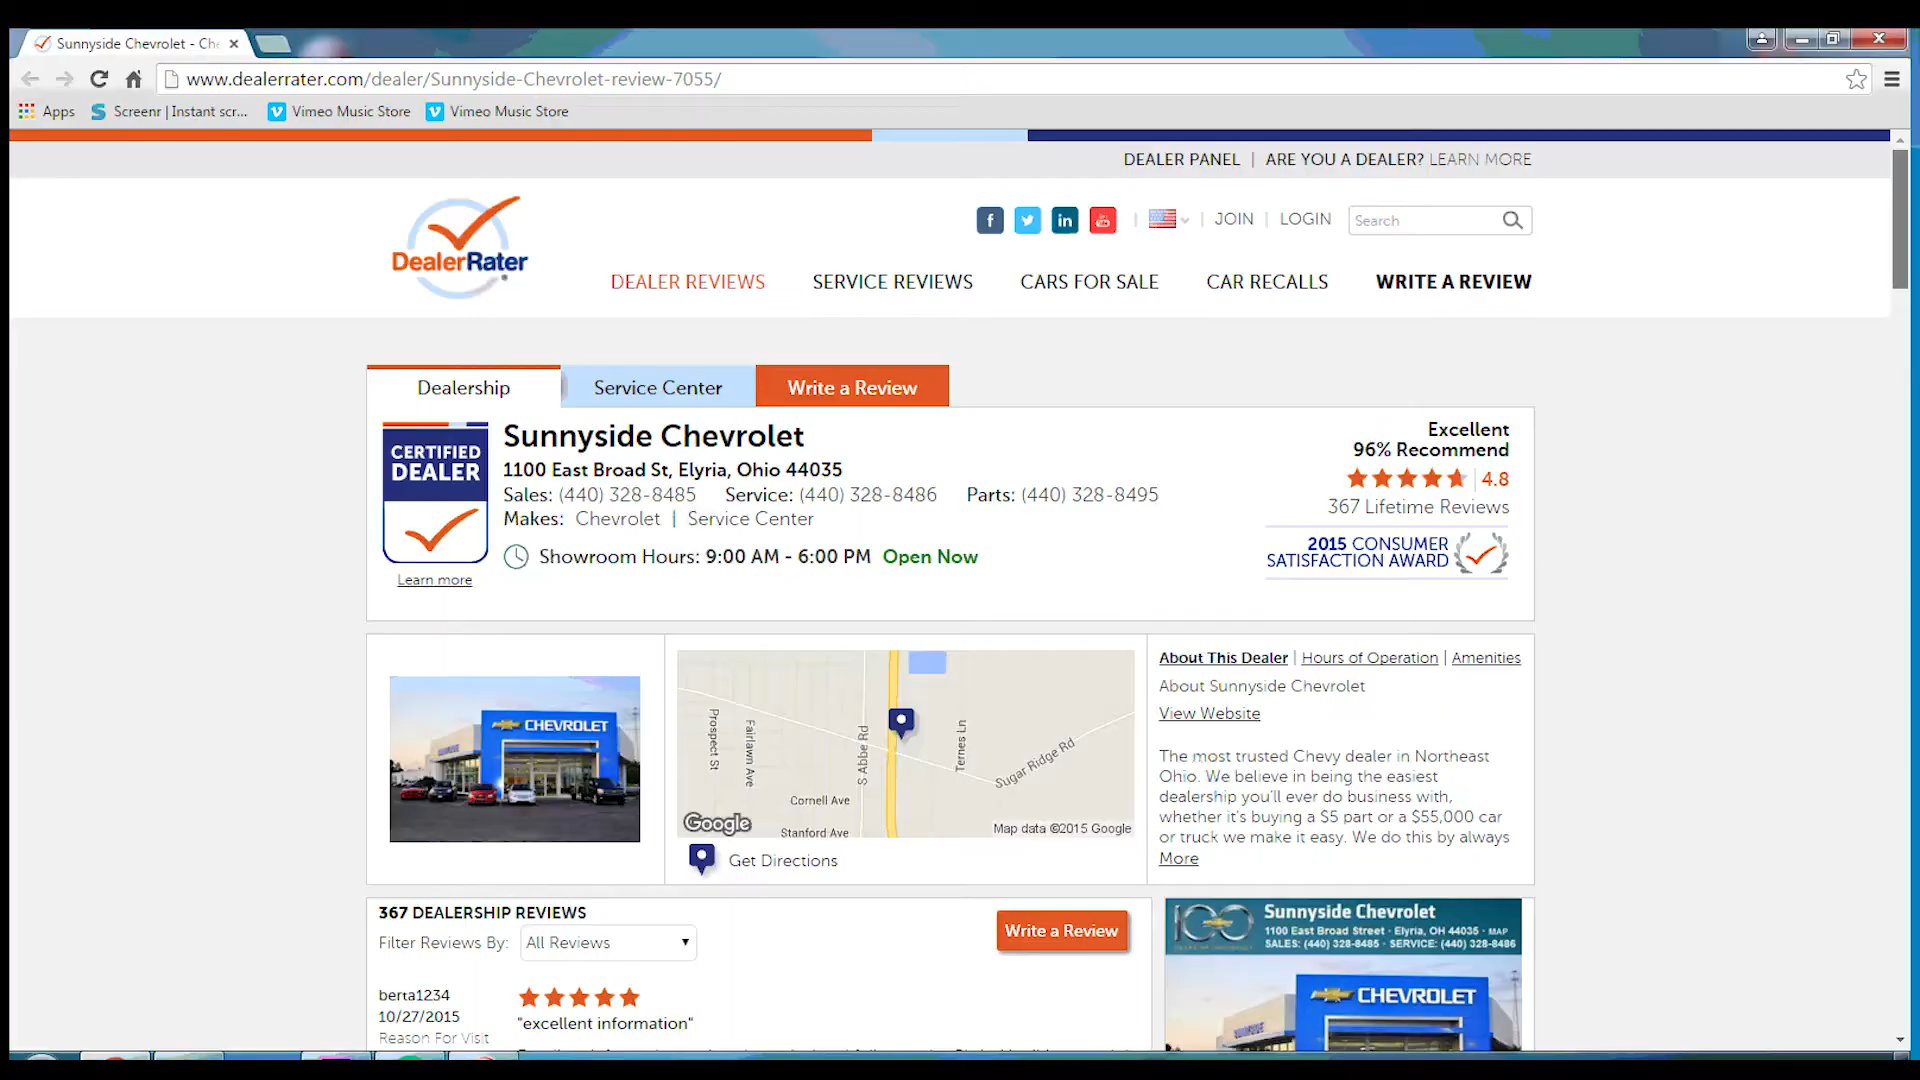 Sunnyside Chevrolet - Che
www.dealerrater.com/dealer/Sunnyside-Chevrolet-review-7055/
Apps Screenr | Instant scr... Vimeo Music Store Vimeo Music Store
DEALER PANEL | ARE YOU A DEALER? LEARN MORE
DealerRater
JOIN | LOGIN Search
DEALER REVIEWS SERVICE REVIEWS CARS FOR SALE CAR RECALLS WRITE A REVIEW
Dealership Service Center Write a Review
CERTIFIED
DEALER
Learn more
Sunnyside Chevrolet
1100 East Broad St, Elyria, Ohio 44035
Sales: (440) 328-8485 Service: (440) 328-8486 Parts: (440) 328-8495
Makes: Chevrolet | Service Center
Showroom Hours: 9:00 AM - 6:00 PM Open Now
Excellent
96% Recommend
4.8
367 Lifetime Reviews
2015 CONSUMER
SATISFACTION AWARD
CHEVROLET
Prospect St
Fairlawn Ave
S Abbe Rd
Ternes Ln
Sugar Ridge Rd
Cornell Ave
Stanford Ave
Google
Map data ©2015 Google
Get Directions
About This Dealer | Hours of Operation | Amenities
About Sunnyside Chevrolet
View Website
The most trusted Chevy dealer in Northeast
Ohio. We believe in being the easiest
dealership you'll ever do business with,
whether it's buying a $5 part or a $55,000 car
or truck we make it easy. We do this by always
More
367 DEALERSHIP REVIEWS
Filter Reviews By: All Reviews
Write a Review
berta1234
10/27/2015
Reason For Visit
"excellent information"
100
Sunnyside Chevrolet
1100 East Broad Street - Elyria, OH 44035 - MAP
SALES: (440) 328-8485 - SERVICE: (440) 328-8486
CHEVROLET